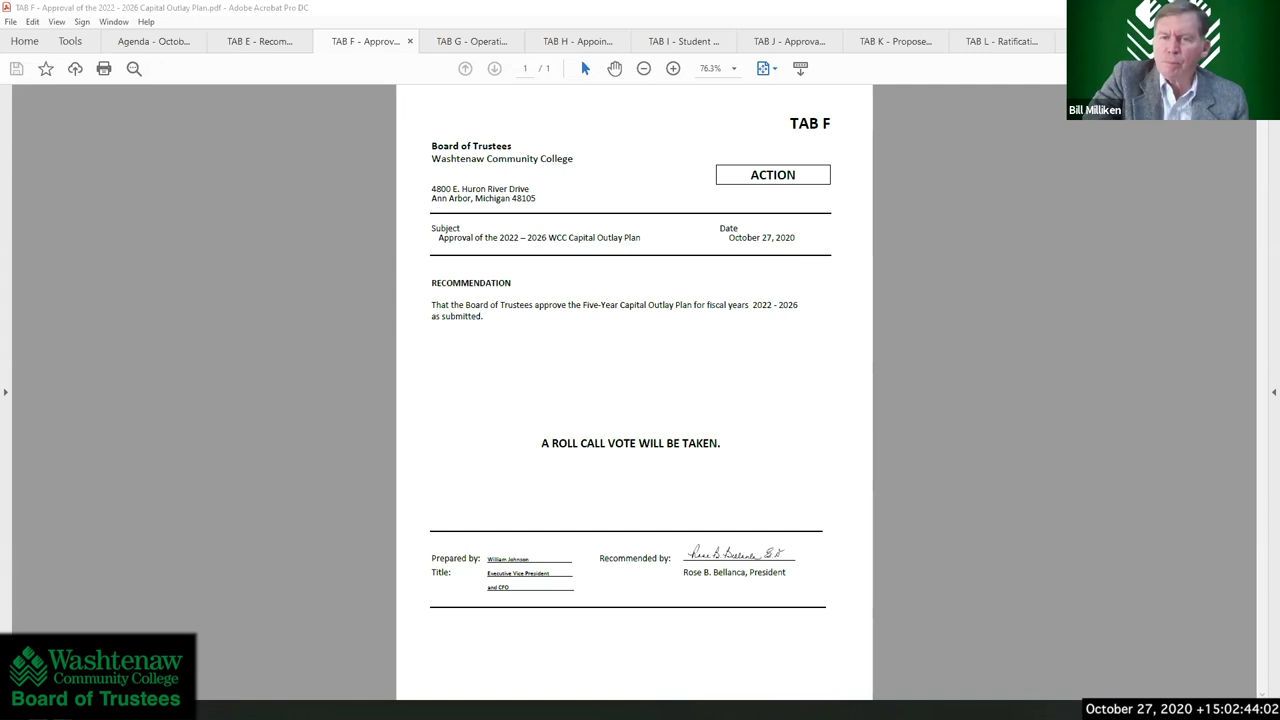 TAB F - Approval of the 2022 - 2026 Capital Outlay Plan.pdf - Adobe Acrobat Pro DC
File Edit View Sign Window Help
Home Tools Agenda - Octob... TAB E - Recom... TAB F - Approv... × TAB G - Operati... TAB H - Appoin... TAB I - Student ... TAB J - Approva... TAB K - Propose... TAB L - Ratificati...
1 / 1 76.3%
Bill Milliken
TAB F
Board of Trustees
Washtenaw Community College
ACTION
4800 E. Huron River Drive
Ann Arbor, Michigan 48105
Subject Date
Approval of the 2022 – 2026 WCC Capital Outlay Plan October 27, 2020
RECOMMENDATION
That the Board of Trustees approve the Five-Year Capital Outlay Plan for fiscal years 2022 - 2026
as submitted.
A ROLL CALL VOTE WILL BE TAKEN.
Prepared by: William Johnson Recommended by: Rose B. Bellanca
Title: Executive Vice President Rose B. Bellanca, President
and CFO
Washtenaw
Community College
Board of Trustees
October 27, 2020 +15:02:44:02